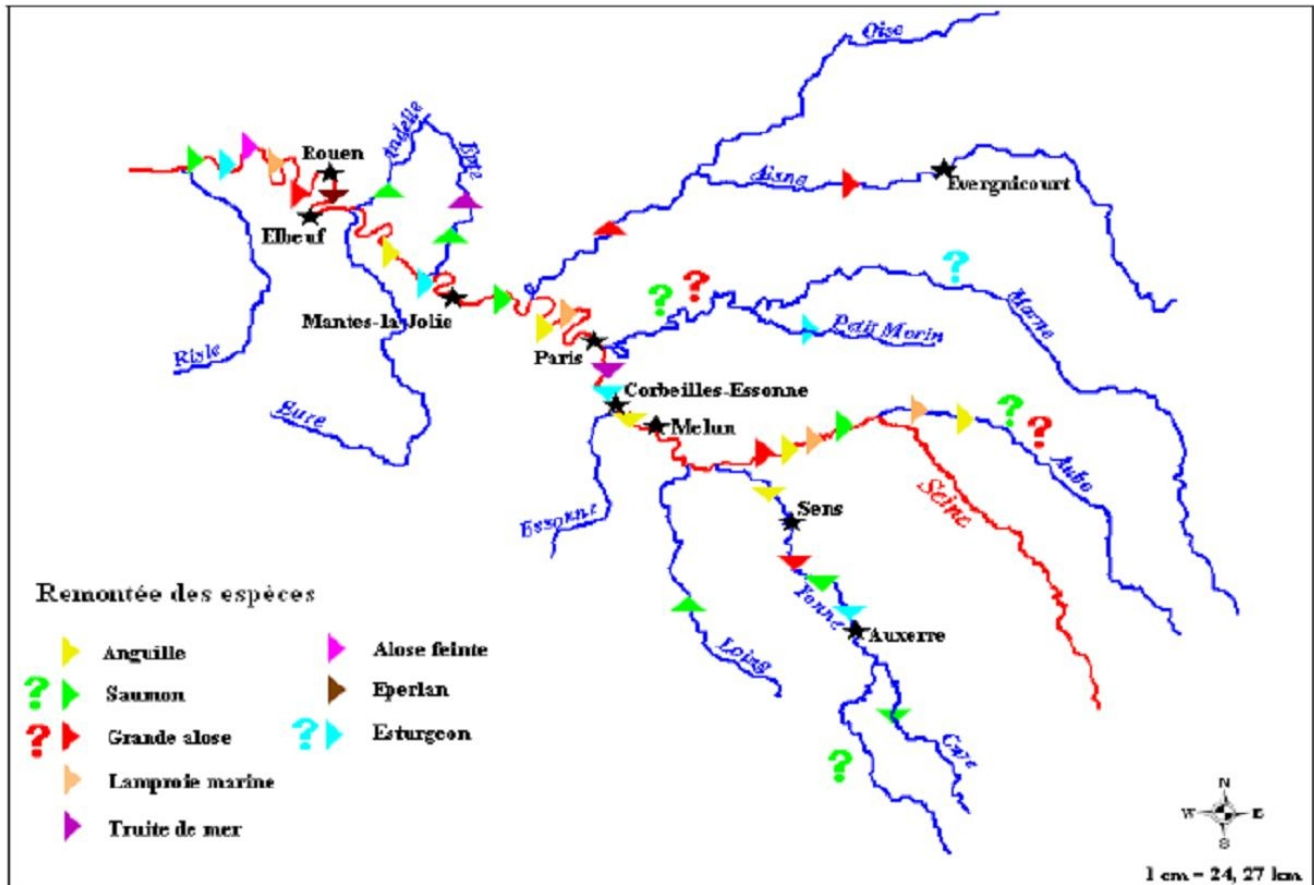 Oise
Andelle
Epte
Rouen
Aisne
Evergnicourt
Elbeuf
?
? ?
Mantes-la-Jolie
Marne
Risle
Paris
Petit Morin
Corbeilles-Essonne
Eure
Melun
? ?
Aube
Seine
Essonne
Sens
Yonne
Auxerre
Loing
Cure
?
Remontée des espèces
Anguille
? Saumon
? Grande alose
Lamproie marine
Truite de mer
Alose feinte
Eperlan
? Esturgeon
N
W E
S
1 cm = 24, 27 km